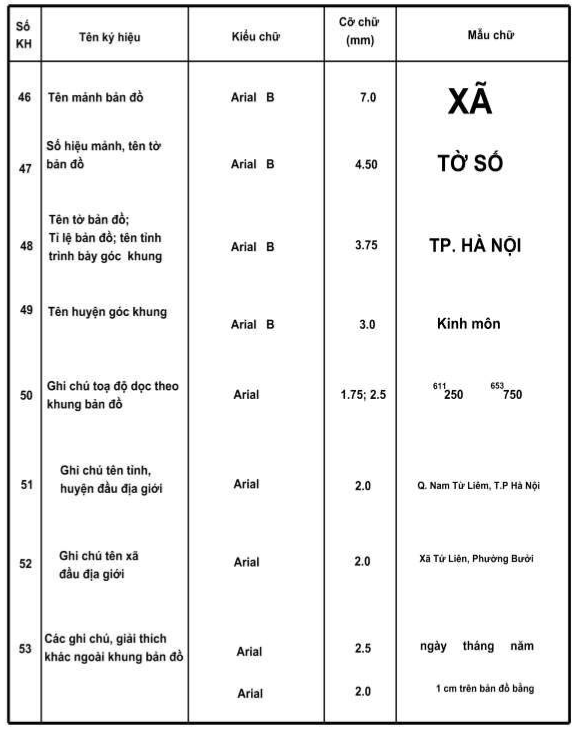 Số KH Tên ký hiệu Kiểu chữ Cỡ chữ (mm) Mẫu chữ
46 Tên mảnh bản đồ Arial B 7.0 XÃ
Số hiệu mảnh, tên tờ
47 bản đồ Arial B 4.50 TỜ SỐ
Tên tờ bản đồ;
48 Tỉ lệ bản đồ; tên tỉnh Arial B 3.75 TP. HÀ NỘI
trình bày góc khung
49 Tên huyện góc khung
Arial B 3.0 Kinh môn
Ghi chú toạ độ dọc theo
50 khung bản đồ Arial 1.75; 2.5 611250 653750
Ghi chú tên tỉnh,
51 huyện đầu địa giới Arial 2.0 Q. Nam Từ Liêm, T.P Hà Nội
Ghi chú tên xã
52 đầu địa giới Arial 2.0 Xã Tứ Liên, Phường Bưởi
Các ghi chú, giải thích
53 khác ngoài khung bản đồ Arial 2.5 ngày tháng năm
Arial 2.0 1 cm trên bản đồ bằng